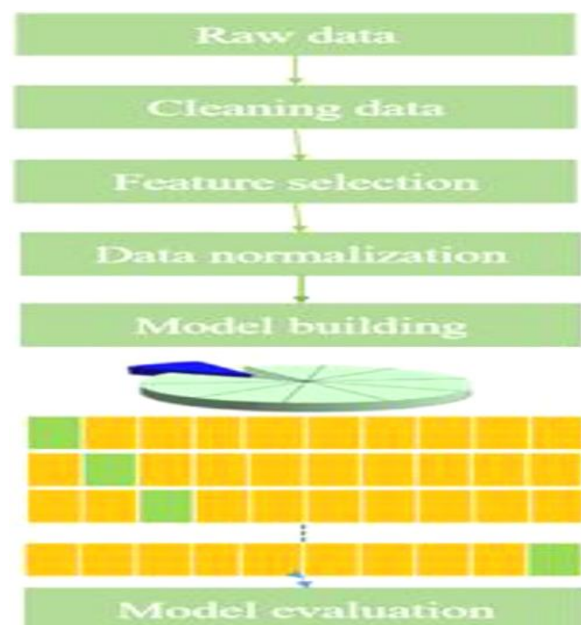 Raw data
Cleaning data
Feature selection
Data normalization
Model building
Model evaluation